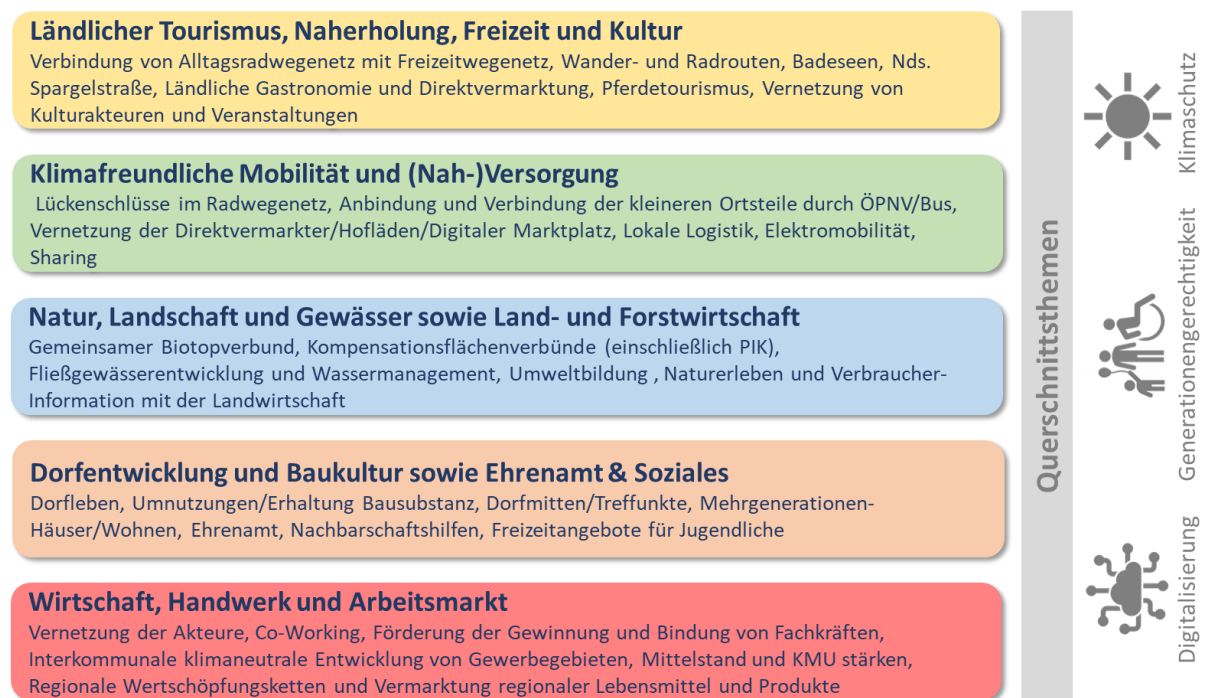 Ländlicher Tourismus, Naherholung, Freizeit und Kultur
Verbindung von Alltagsradwegenetz mit Freizeitwegenetz, Wander- und Radrouten, Badeseen, Nds.
Spargelstraße, Ländliche Gastronomie und Direktvermarktung, Pferdetourismus, Vernetzung von
Kulturakteuren und Veranstaltungen
Klimafreundliche Mobilität und (Nah-)Versorgung
Lückenschlüsse im Radwegenetz, Anbindung und Verbindung der kleineren Ortsteile durch ÖPNV/Bus,
Vernetzung der Direktvermarkter/Hofläden/Digitaler Marktplatz, Lokale Logistik, Elektromobilität,
Sharing
Natur, Landschaft und Gewässer sowie Land- und Forstwirtschaft
Gemeinsamer Biotopverbund, Kompensationsflächenverbünde (einschließlich PIK),
Fließgewässerentwicklung und Wassermanagement, Umweltbildung , Naturerleben und Verbraucher-
Information mit der Landwirtschaft
Dorfentwicklung und Baukultur sowie Ehrenamt & Soziales
Dorfleben, Umnutzungen/Erhaltung Bausubstanz, Dorfmitten/Treffunkte, Mehrgenerationen-
Häuser/Wohnen, Ehrenamt, Nachbarschaftshilfen, Freizeitangebote für Jugendliche
Wirtschaft, Handwerk und Arbeitsmarkt
Vernetzung der Akteure, Co-Working, Förderung der Gewinnung und Bindung von Fachkräften,
Interkommunale klimaneutrale Entwicklung von Gewerbegebieten, Mittelstand und KMU stärken,
Regionale Wertschöpfungsketten und Vermarktung regionaler Lebensmittel und Produkte
Querschnittsthemen
Klimaschutz
Generationengerechtigkeit
Digitalisierung